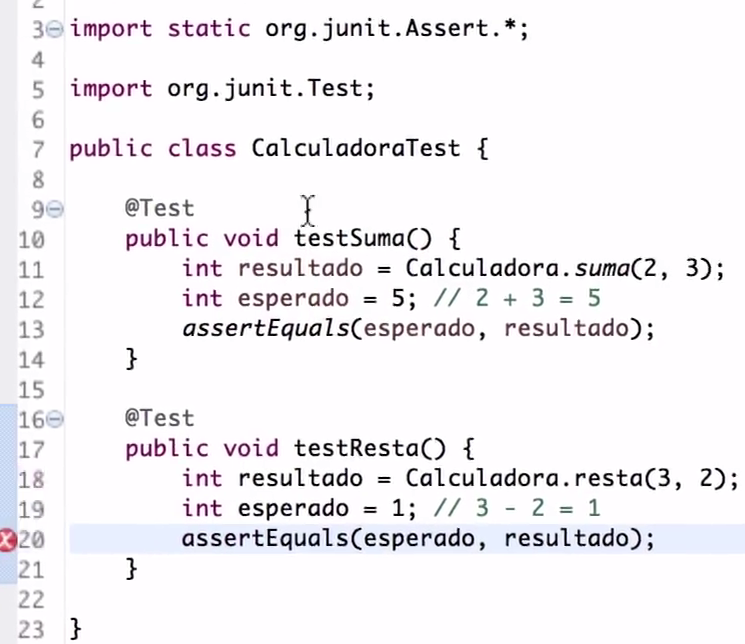 3 import static org.junit.Assert.*;
4
5 import org.junit.Test;
6
7 public class CalculadoraTest {
8
9 @Test
10 public void testSuma() {
11 int resultado = Calculadora.suma(2, 3);
12 int esperado = 5; // 2 + 3 = 5
13 assertEquals(esperado, resultado);
14 }
15
16 @Test
17 public void testResta() {
18 int resultado = Calculadora.resta(3, 2);
19 int esperado = 1; // 3 - 2 = 1
20 assertEquals(esperado, resultado);
21 }
22
23 }